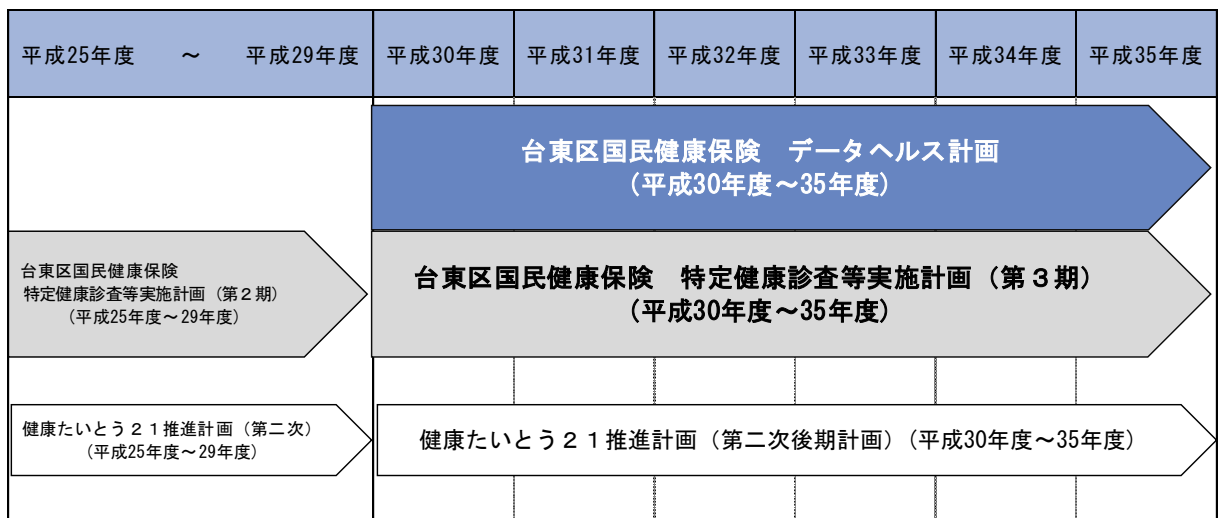 平成25年度　～　平成29年度 平成30年度 平成31年度 平成32年度 平成33年度 平成34年度 平成35年度
台東区国民健康保険　データヘルス計画
(平成30年度～35年度)
台東区国民健康保険
特定健康診査等実施計画（第２期）
(平成25年度～29年度)
台東区国民健康保険　特定健康診査等実施計画（第３期）
(平成30年度～35年度)
健康たいとう２１推進計画（第二次）
(平成25年度～29年度)
健康たいとう２１推進計画（第二次後期計画）(平成30年度～35年度)